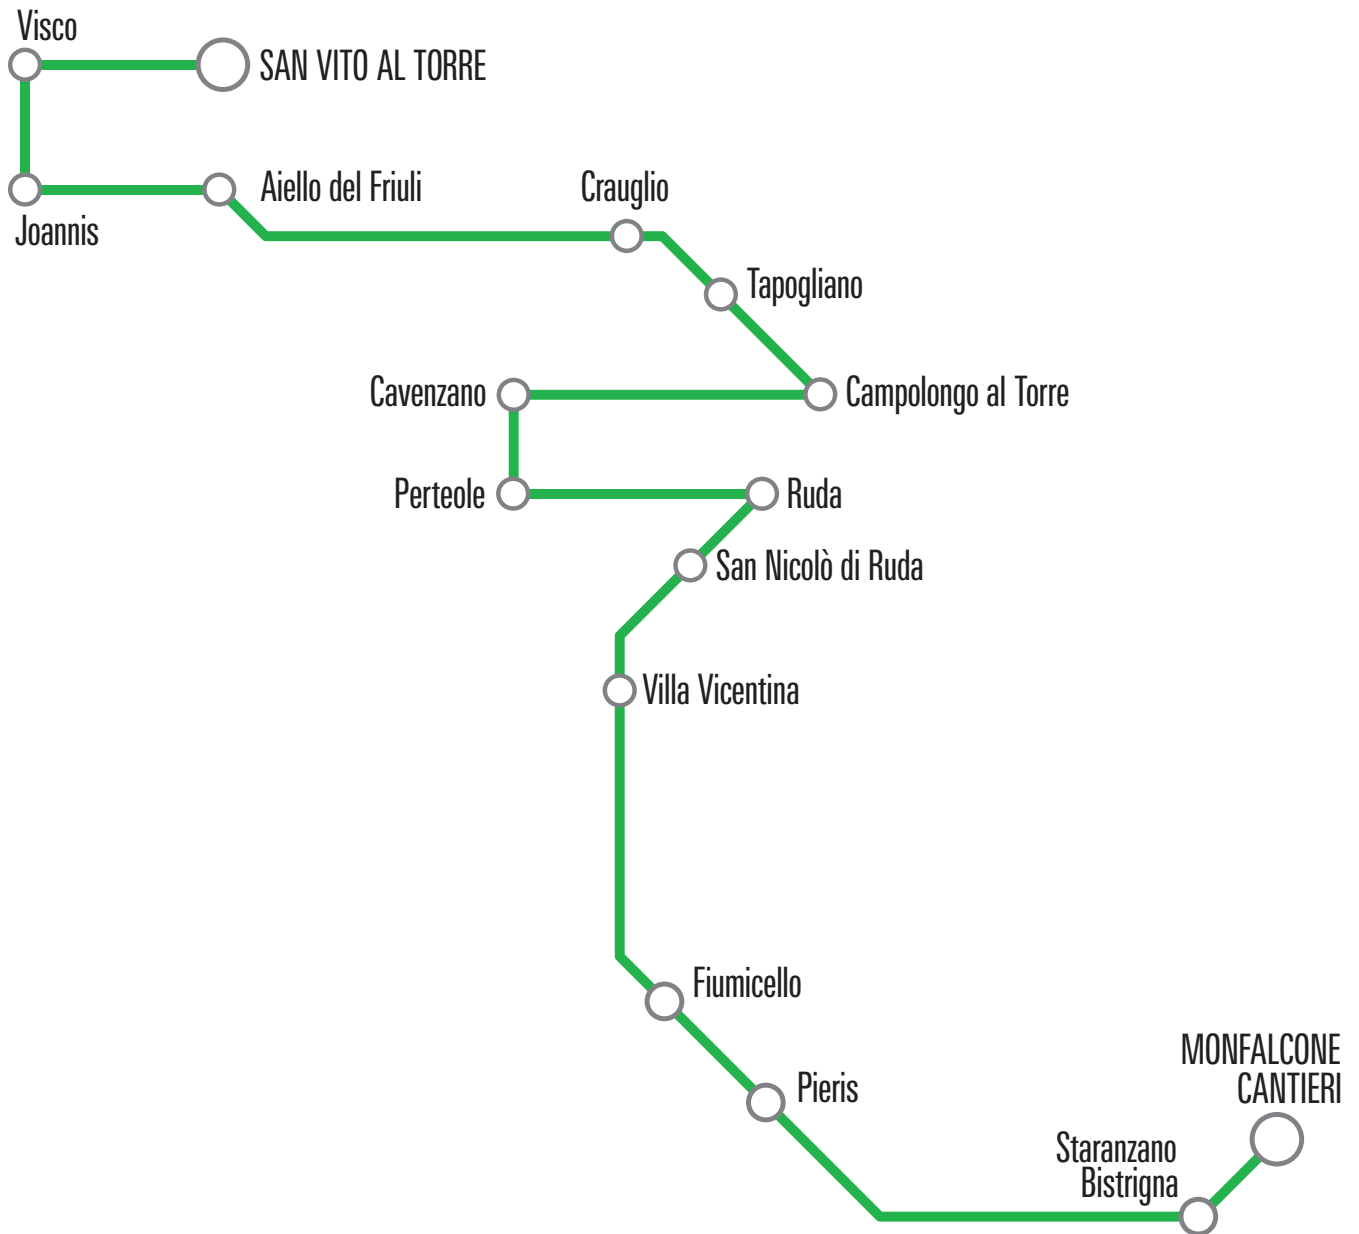 Visco
SAN VITO AL TORRE
Aiello del Friuli
Crauglio
Joannis
Tapogliano
Cavenzano
Campolongo al Torre
Perteole
Ruda
San Nicolò di Ruda
Villa Vicentina
Fiumicello
Pieris
MONFALCONE
CANTIERI
Staranzano
Bistrigna